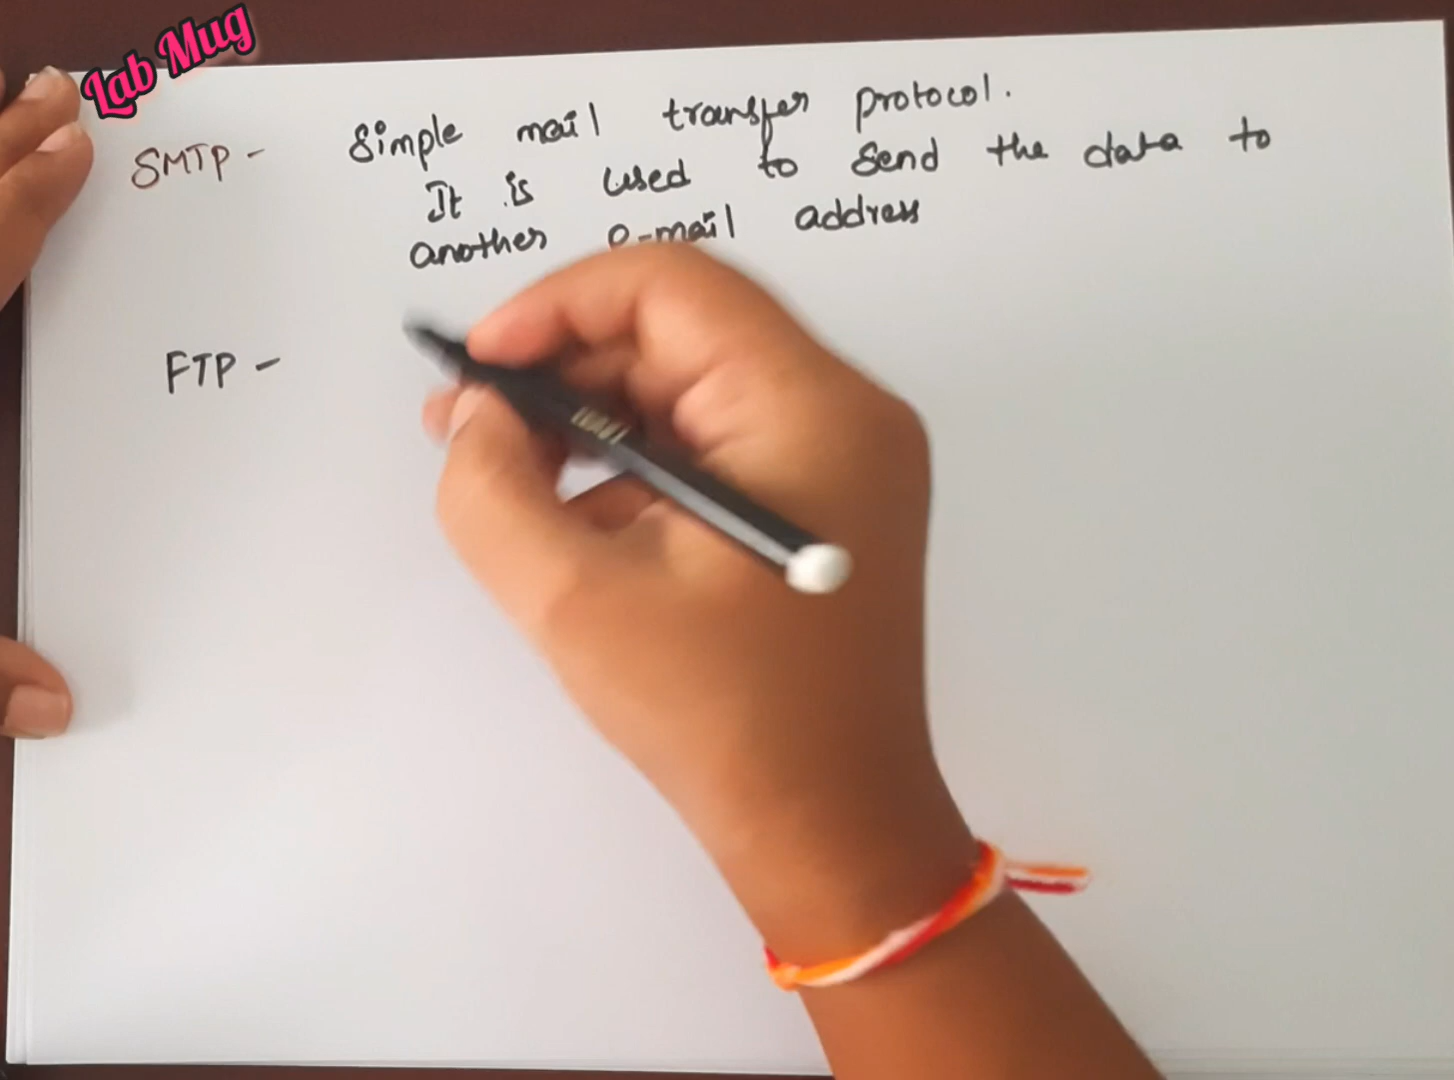 Lab Mug
SMTP - Simple mail transfer protocol.
It is used to send the data to
another e-mail address
FTP -